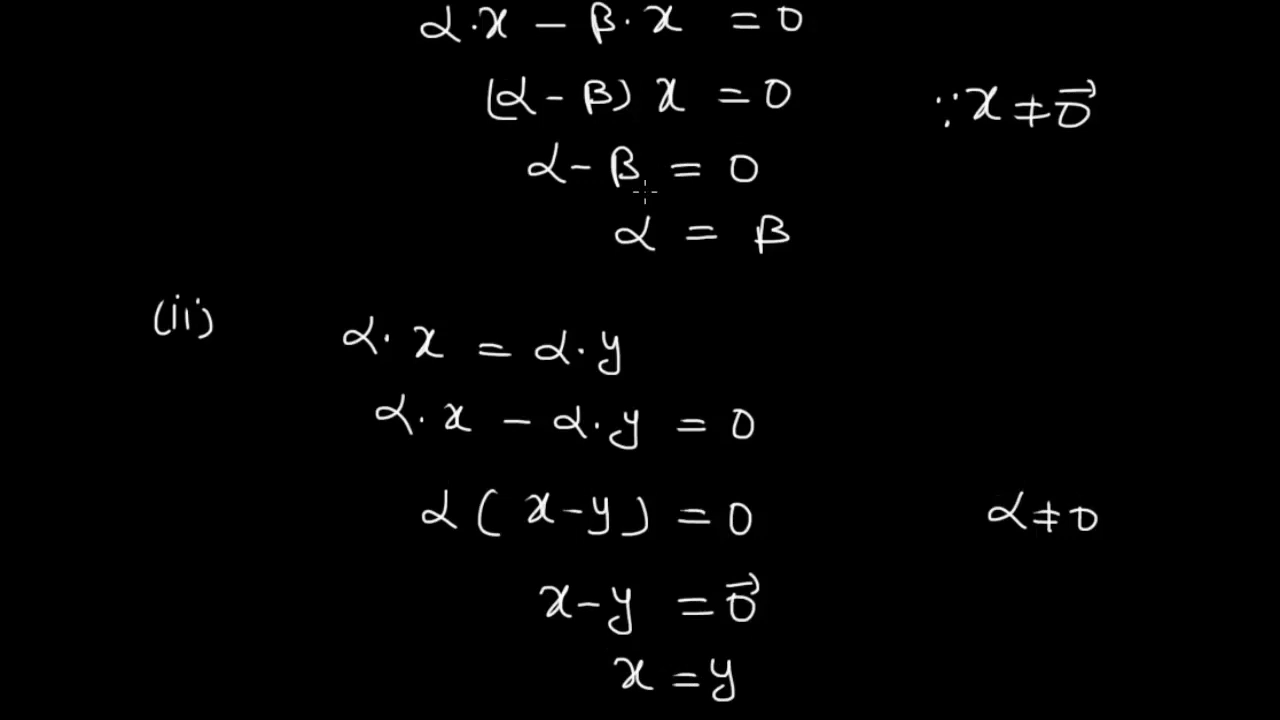 α·x − β·x = 0
(α − β) x = 0 ∵ x ≠ 0⃗
α − β = 0
α = β
(ii) α·x = α·y
α·x − α·y = 0
α ( x − y ) = 0 α ≠ 0
x − y = 0⃗
x = y